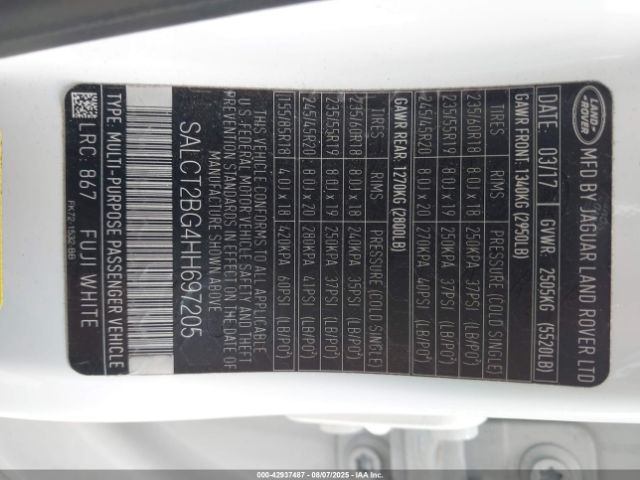 LAND
ROVER
MFD BY JAGUAR LAND ROVER LTD
DATE: 03/17 GVWR: 2505KG (5520LB)
GAWR FRONT: 1340KG (2950LB)
TIRES RIMS PRESSURE (COLD SINGLE)
235/60R18 8.0J x 18 250KPA 37PSI (LB/PO²)
235/55R19 8.0J x 19 250KPA 37PSI (LB/PO²)
245/45R20 8.0J x 20 270KPA 40PSI (LB/PO²)
GAWR REAR: 1270KG (2800LB)
TIRES RIMS PRESSURE (COLD SINGLE)
235/60R18 8.0J x 18 240KPA 35PSI (LB/PO²)
235/55R19 8.0J x 19 250KPA 37PSI (LB/PO²)
245/45R20 8.0J x 20 280KPA 41PSI (LB/PO²)
T155/85R18 4.0J x 18 420KPA 60PSI (LB/PO²)
THIS VEHICLE CONFORMS TO ALL APPLICABLE
U.S. FEDERAL MOTOR VEHICLE SAFETY AND THEFT
PREVENTION STANDARDS IN EFFECT ON THE DATE OF
MANUFACTURE SHOWN ABOVE
SALCT2BG4HH697205
TYPE: MULTI-PURPOSE PASSENGER VEHICLE
LRC: 867 FUJI WHITE
FK72-1532-BB
000-42937487 - 08/07/2025 - IAA Inc.